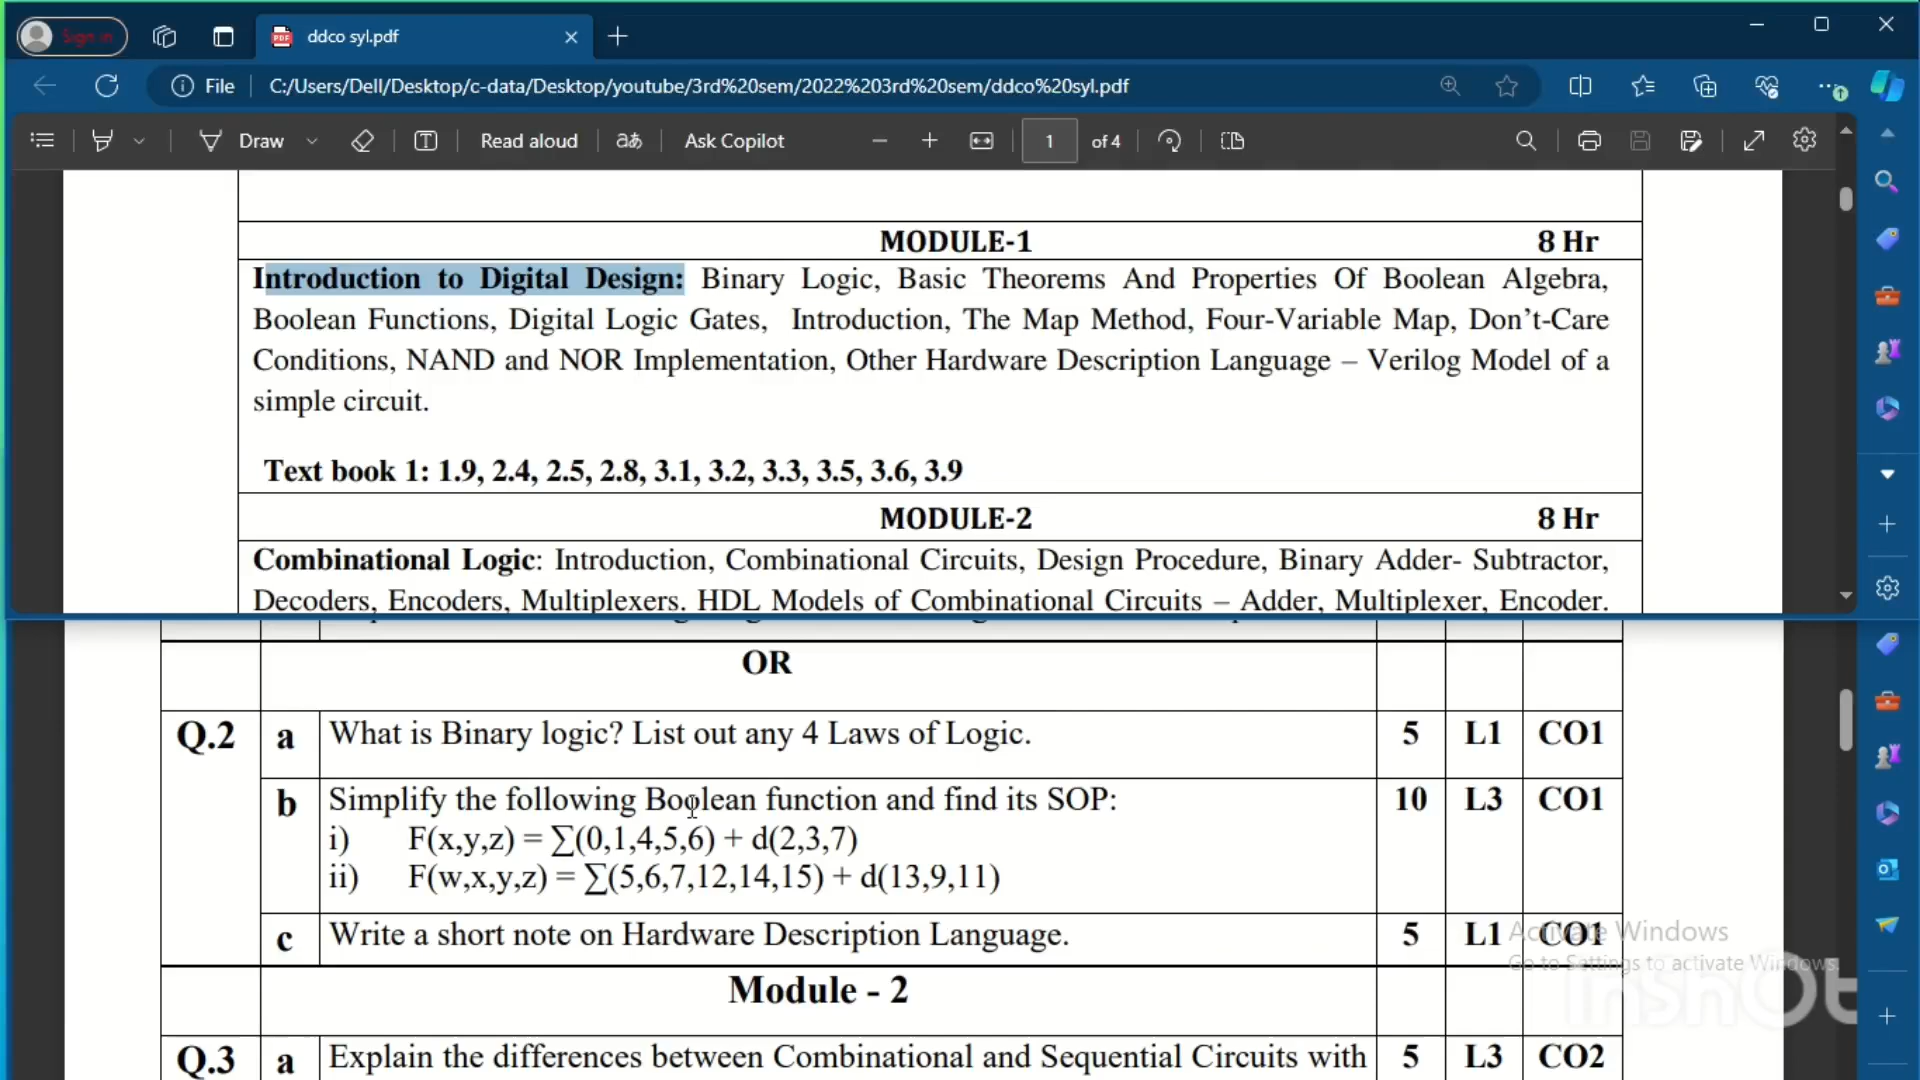 Sign in
ddco syl.pdf
File
C:/Users/Dell/Desktop/c-data/Desktop/youtube/3rd%20sem/2022%203rd%20sem/ddco%20syl.pdf
Draw
Read aloud
Ask Copilot
1 of 4
MODULE-1 8 Hr
Introduction to Digital Design: Binary Logic, Basic Theorems And Properties Of Boolean Algebra,
Boolean Functions, Digital Logic Gates, Introduction, The Map Method, Four-Variable Map, Don’t-Care
Conditions, NAND and NOR Implementation, Other Hardware Description Language – Verilog Model of a
simple circuit.
Text book 1: 1.9, 2.4, 2.5, 2.8, 3.1, 3.2, 3.3, 3.5, 3.6, 3.9
MODULE-2 8 Hr
Combinational Logic: Introduction, Combinational Circuits, Design Procedure, Binary Adder- Subtractor,
Decoders, Encoders, Multiplexers. HDL Models of Combinational Circuits – Adder, Multiplexer, Encoder.
OR
Q.2 a What is Binary logic? List out any 4 Laws of Logic. 5 L1 CO1
b Simplify the following Boolean function and find its SOP: 10 L3 CO1
i) F(x,y,z) = ∑(0,1,4,5,6) + d(2,3,7)
ii) F(w,x,y,z) = ∑(5,6,7,12,14,15) + d(13,9,11)
c Write a short note on Hardware Description Language. 5 L1 CO1
Activate Windows
Go to Settings to activate Windows.
InShOt
Module - 2
Q.3 a Explain the differences between Combinational and Sequential Circuits with 5 L3 CO2